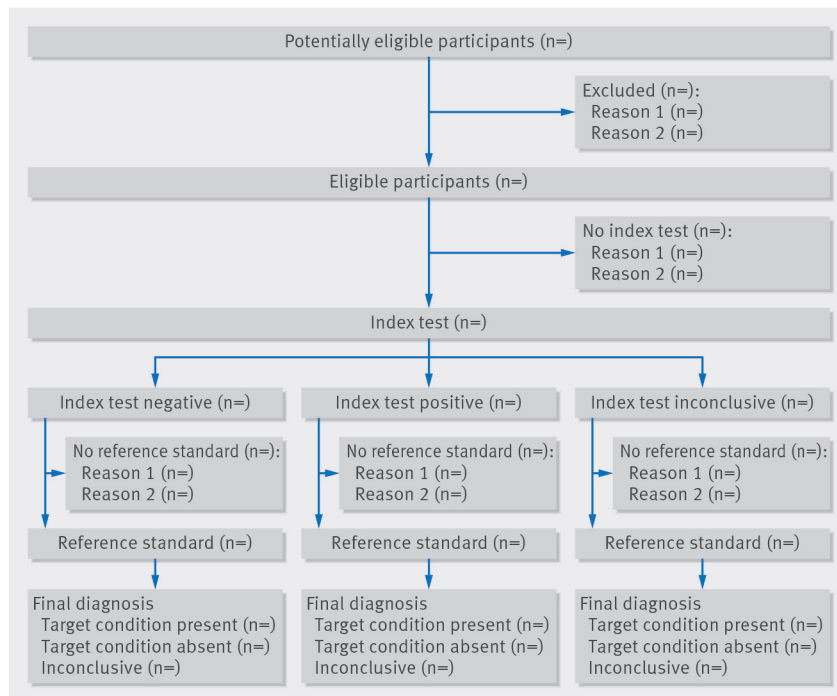 Potentially eligible participants (n=)
Excluded (n=):
Reason 1 (n=)
Reason 2 (n=)
Eligible participants (n=)
No index test (n=):
Reason 1 (n=)
Reason 2 (n=)
Index test (n=)
Index test negative (n=)
No reference standard (n=):
Reason 1 (n=)
Reason 2 (n=)
Reference standard (n=)
Final diagnosis
Target condition present (n=)
Target condition absent (n=)
Inconclusive (n=)
Index test positive (n=)
No reference standard (n=):
Reason 1 (n=)
Reason 2 (n=)
Reference standard (n=)
Final diagnosis
Target condition present (n=)
Target condition absent (n=)
Inconclusive (n=)
Index test inconclusive (n=)
No reference standard (n=):
Reason 1 (n=)
Reason 2 (n=)
Reference standard (n=)
Final diagnosis
Target condition present (n=)
Target condition absent (n=)
Inconclusive (n=)